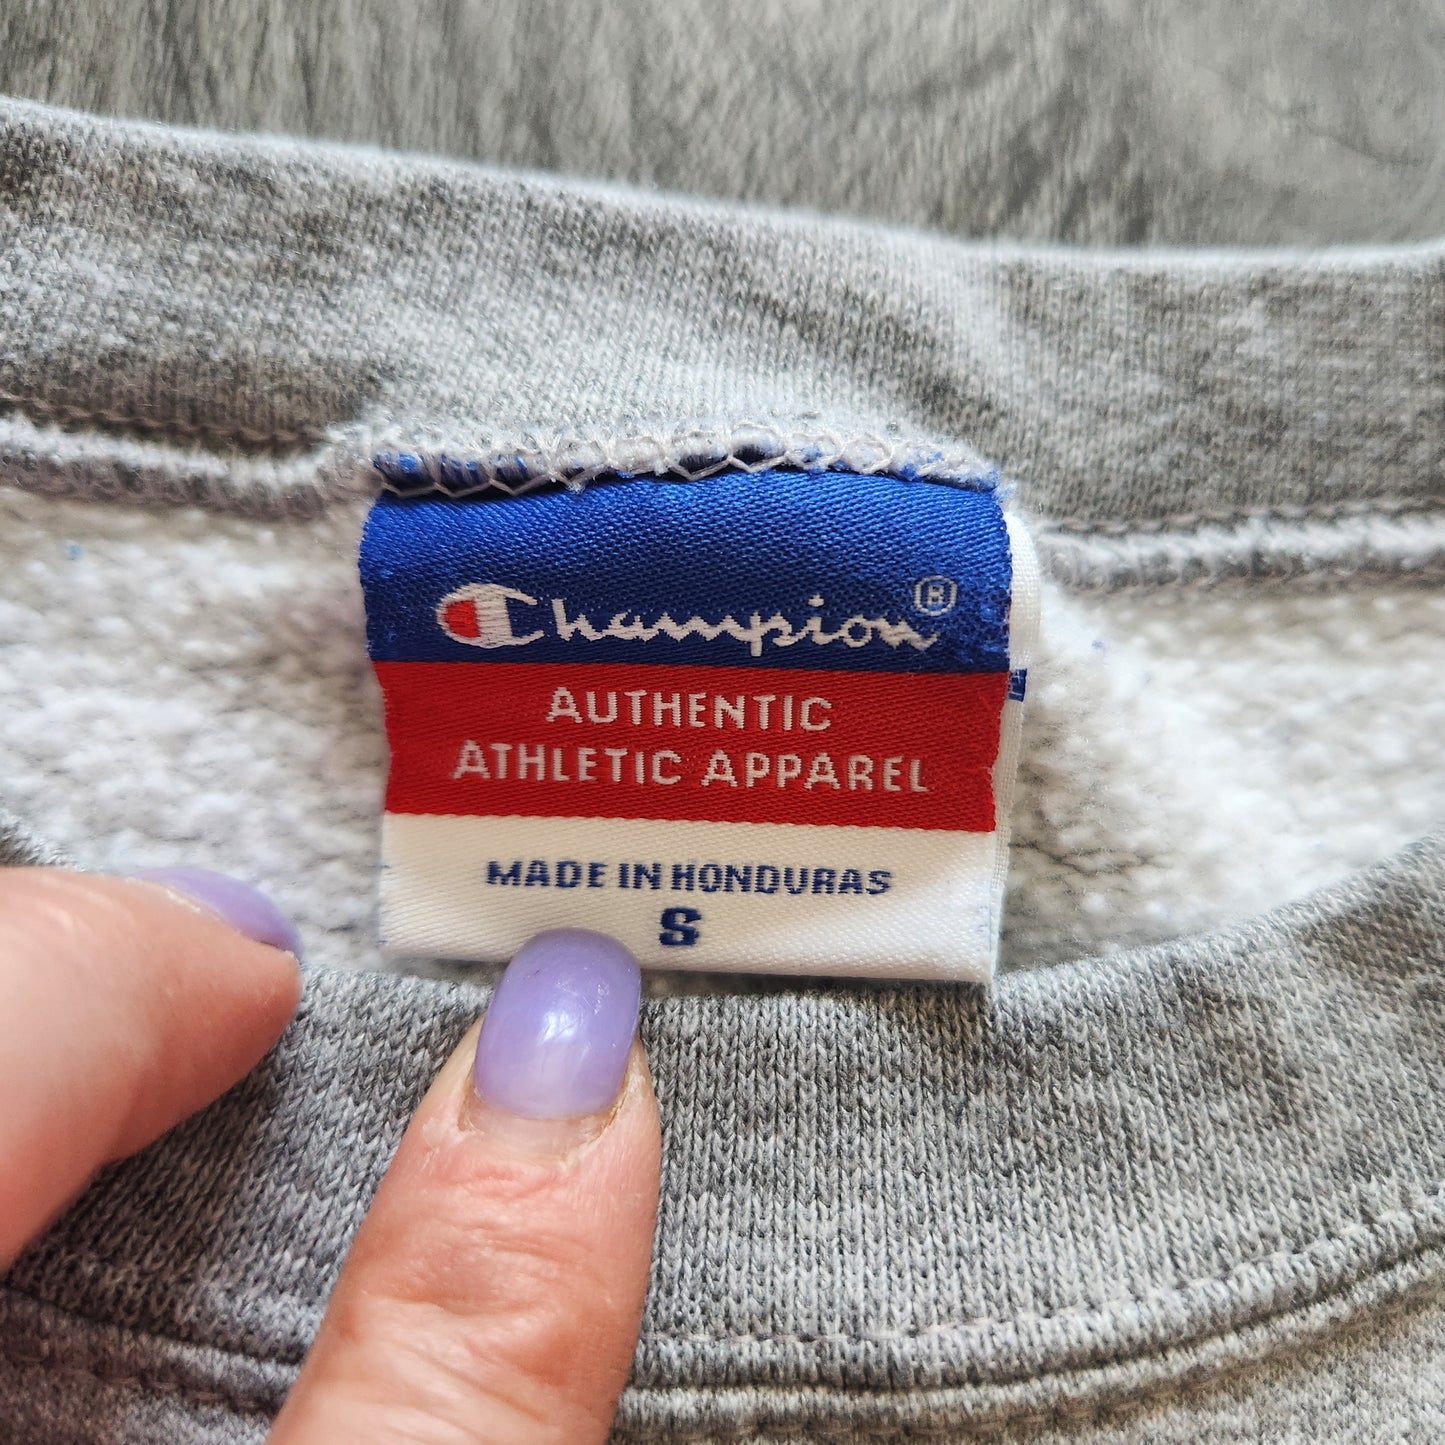 Champion®
AUTHENTIC
ATHLETIC APPAREL
MADE IN HONDURAS
S